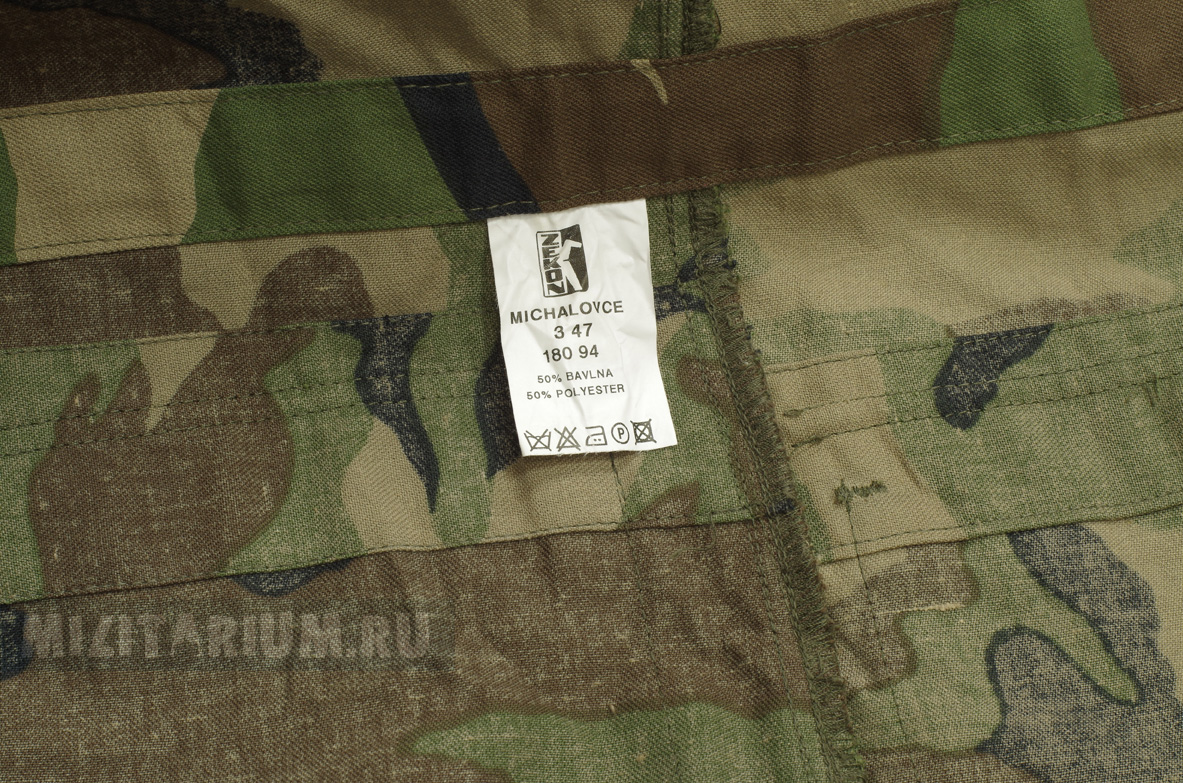 ZEKON
MICHALOVCE
3 47
180 94
50% BAVLNA
50% POLYESTER
P
MILITARIUM.RU